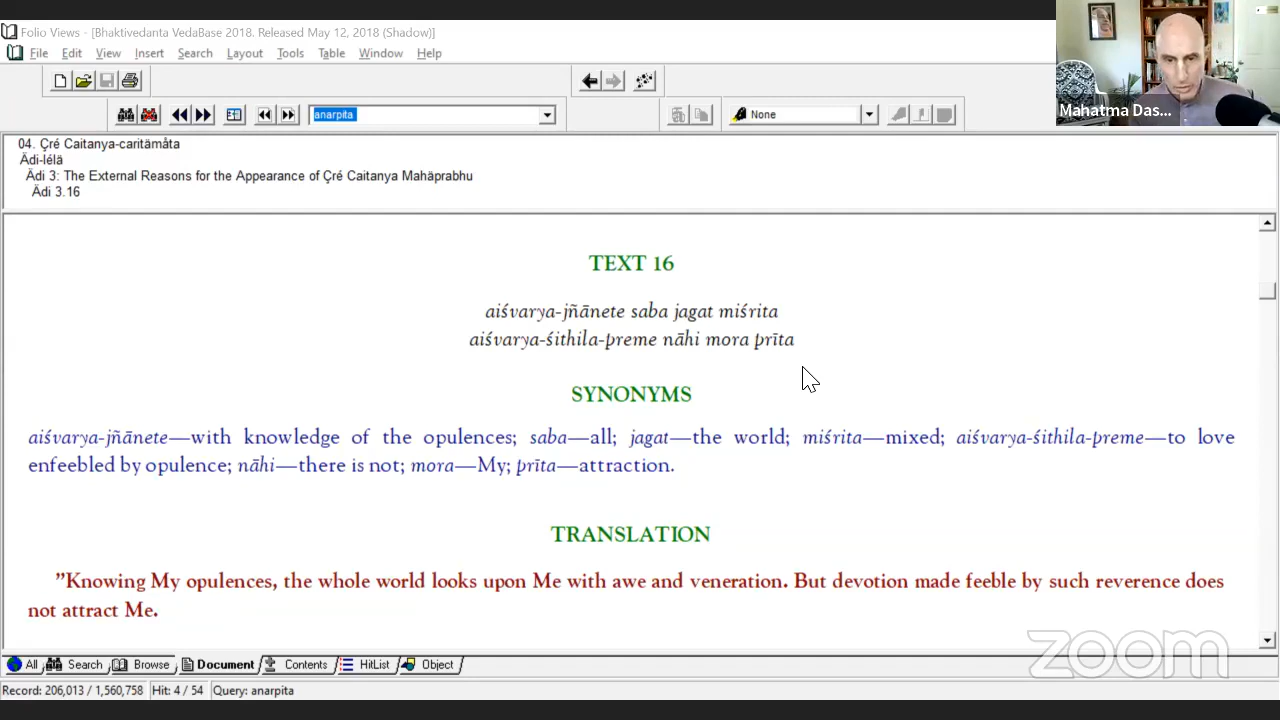 Folio Views - [Bhaktivedanta VedaBase 2018. Released May 12, 2018 (Shadow)]
File Edit View Insert Search Layout Tools Table Window Help
anarpita
None
Mahatma Das...
04. Çré Caitanya-caritämåta
Ädi-lélä
Ädi 3: The External Reasons for the Appearance of Çré Caitanya Mahäprabhu
Ädi 3.16
TEXT 16
aiśvarya-jñānete saba jagat miśrita
aiśvarya-śithila-preme nāhi mora prīta
SYNONYMS
aiśvarya-jñānete—with knowledge of the opulences; saba—all; jagat—the world; miśrita—mixed; aiśvarya-śithila-preme—to love
enfeebled by opulence; nāhi—there is not; mora—My; prīta—attraction.
TRANSLATION
"Knowing My opulences, the whole world looks upon Me with awe and veneration. But devotion made feeble by such reverence does
not attract Me.
zoom
All Search Browse Document Contents HitList Object
Record: 206,013 / 1,560,758 Hit: 4 / 54 Query: anarpita